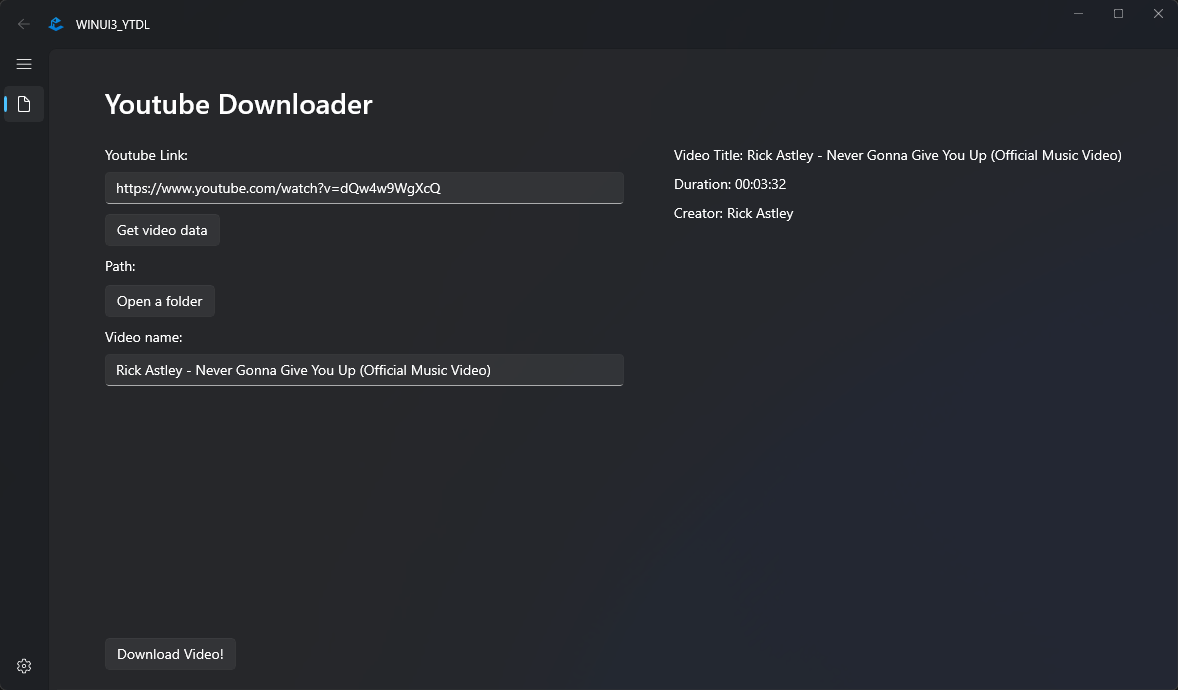 WINUI3_YTDL
Youtube Downloader
Youtube Link:
https://www.youtube.com/watch?v=dQw4w9WgXcQ
Get video data
Path:
Open a folder
Video name:
Rick Astley - Never Gonna Give You Up (Official Music Video)
Download Video!
Video Title: Rick Astley - Never Gonna Give You Up (Official Music Video)
Duration: 00:03:32
Creator: Rick Astley